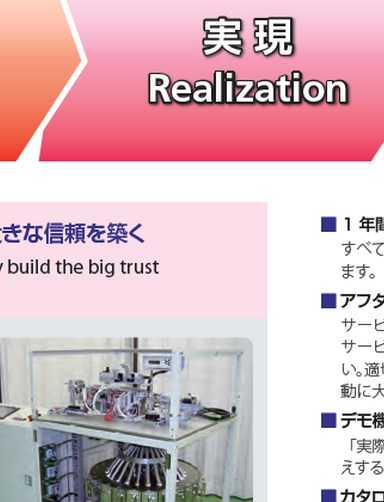 実 現
Realization
きな信頼を築く
build the big trust
■ 1 年間
すべて
ます。
■ アフタ
サービ
サービ
い。適切
動に大
■ デモ機
「実際
えする
■ カタロ